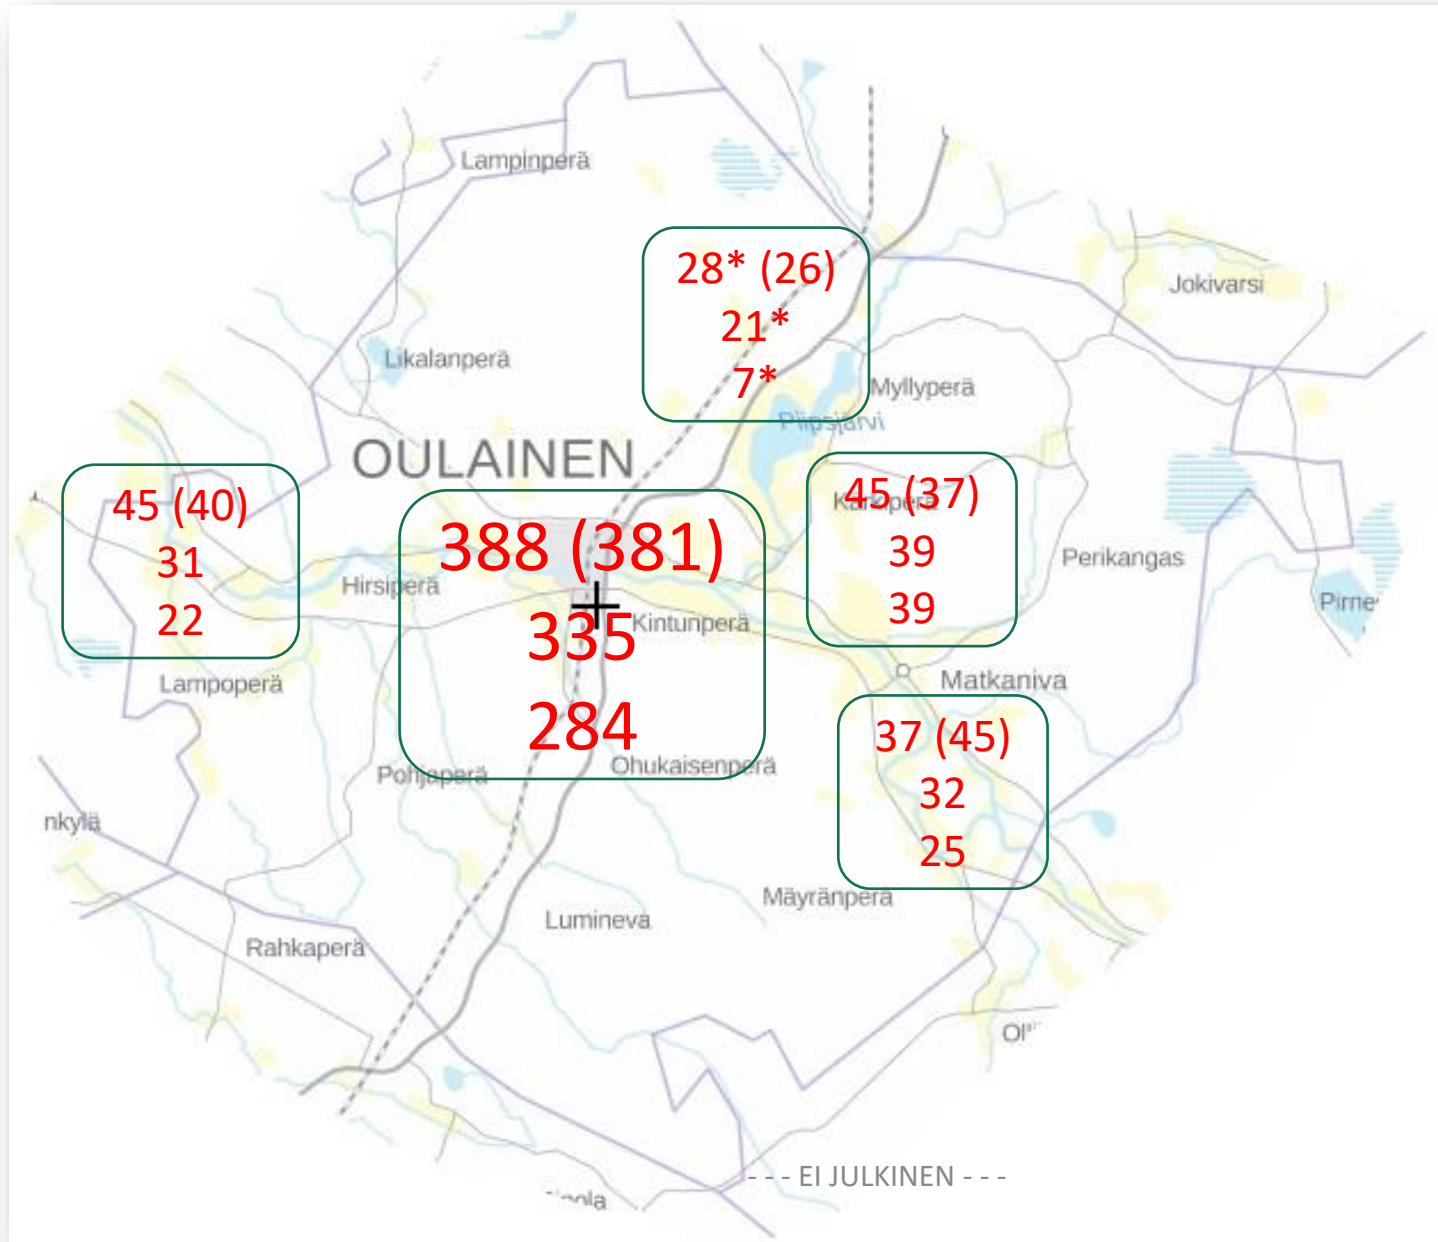 Lampinperä
28* (26)
21*
7*
Jokivarsi
Likalanperä
Myllyperä
Piipsjärvi
OULAINEN
45 (40)
31
22
388 (381)
335
284
45 (37)
39
39
Hirsiperä
Kintunperä
Perikangas
Lampoperä
Matkaniva
37 (45)
32
25
Pohjaperä
Ohukaisenperä
nkylä
Mäyränperä
Lumineva
Rahkaperä
- - - EI JULKINEN - - -